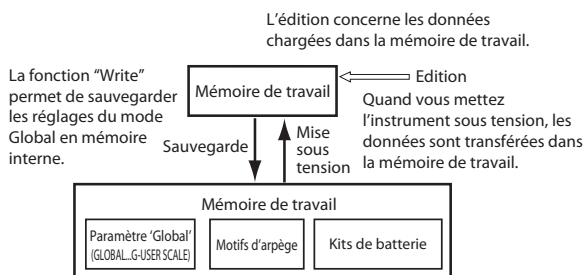 L'édition concerne les données
chargées dans la mémoire de travail.
La fonction "Write"
permet de sauvegarder
les réglages du mode
Global en mémoire
interne.
Mémoire de travail
Edition
Quand vous mettez
l'instrument sous tension, les
données sont transférées dans
la mémoire de travail.
Sauvegarde
Mise
sous
tension
Mémoire de travail
Paramètre 'Global'
(GLOBAL...G-USER SCALE)
Motifs d'arpège
Kits de batterie